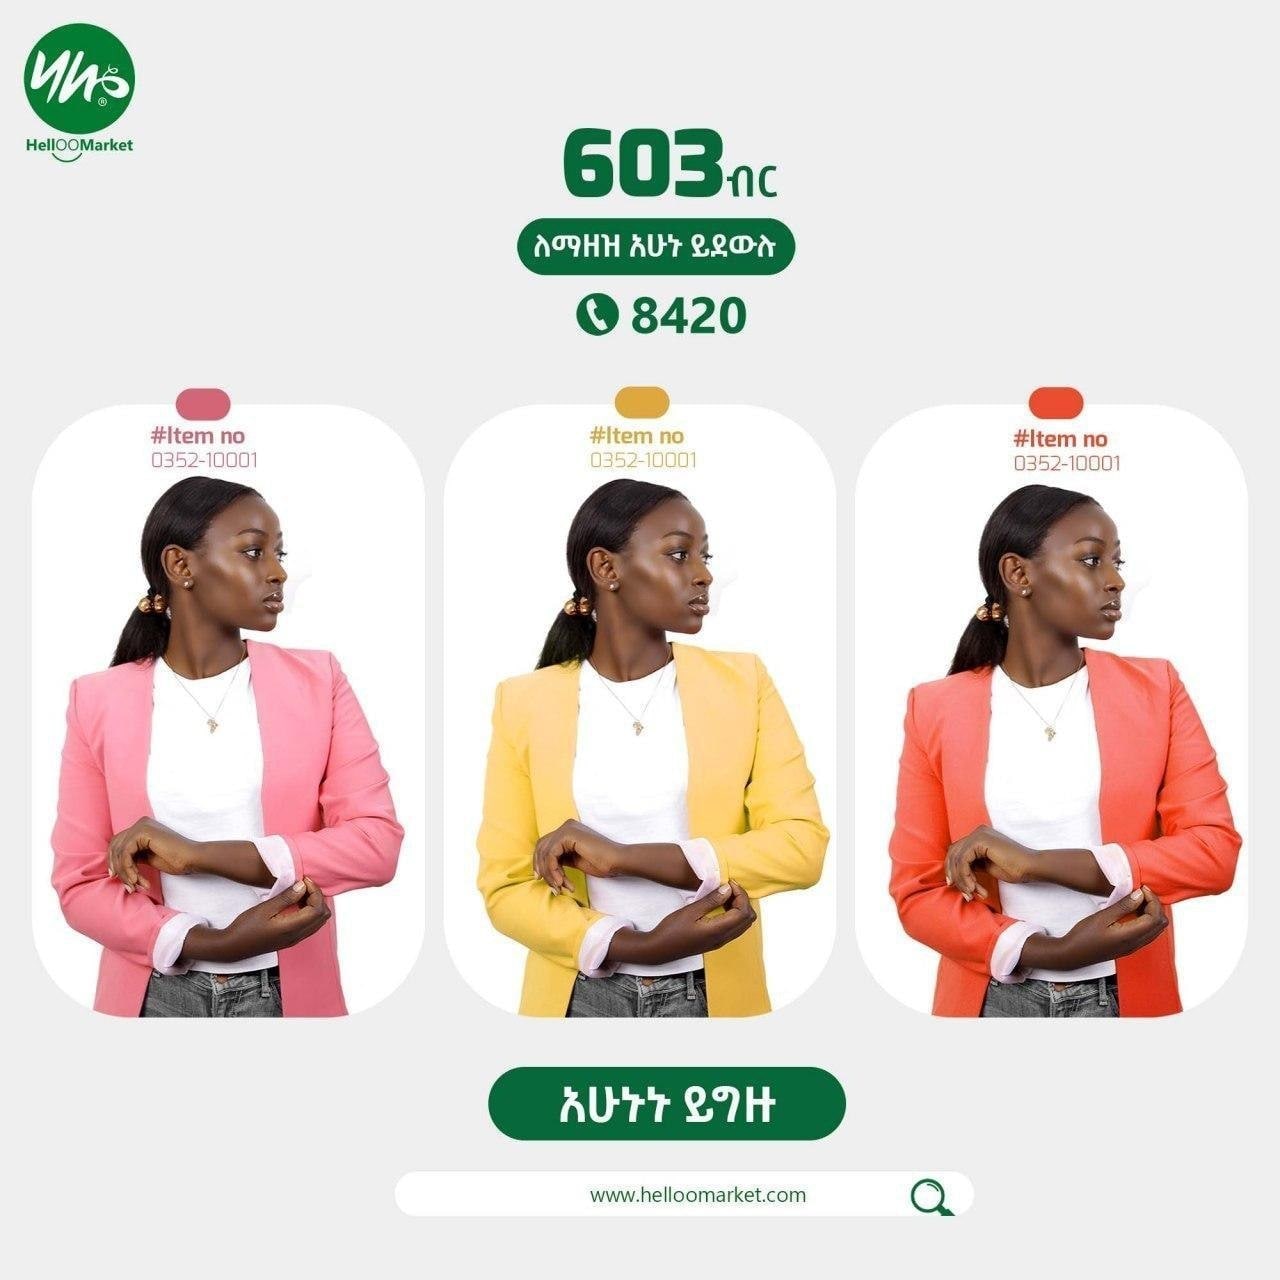 ሃሎ
®
HellOOMarket
603ብር
ለማዘዝ አሁኑ ይደውሉ
8420
#Item no
0352-10001
#Item no
0352-10001
#Item no
0352-10001
አሁኑኑ ይግዙ
www.helloomarket.com